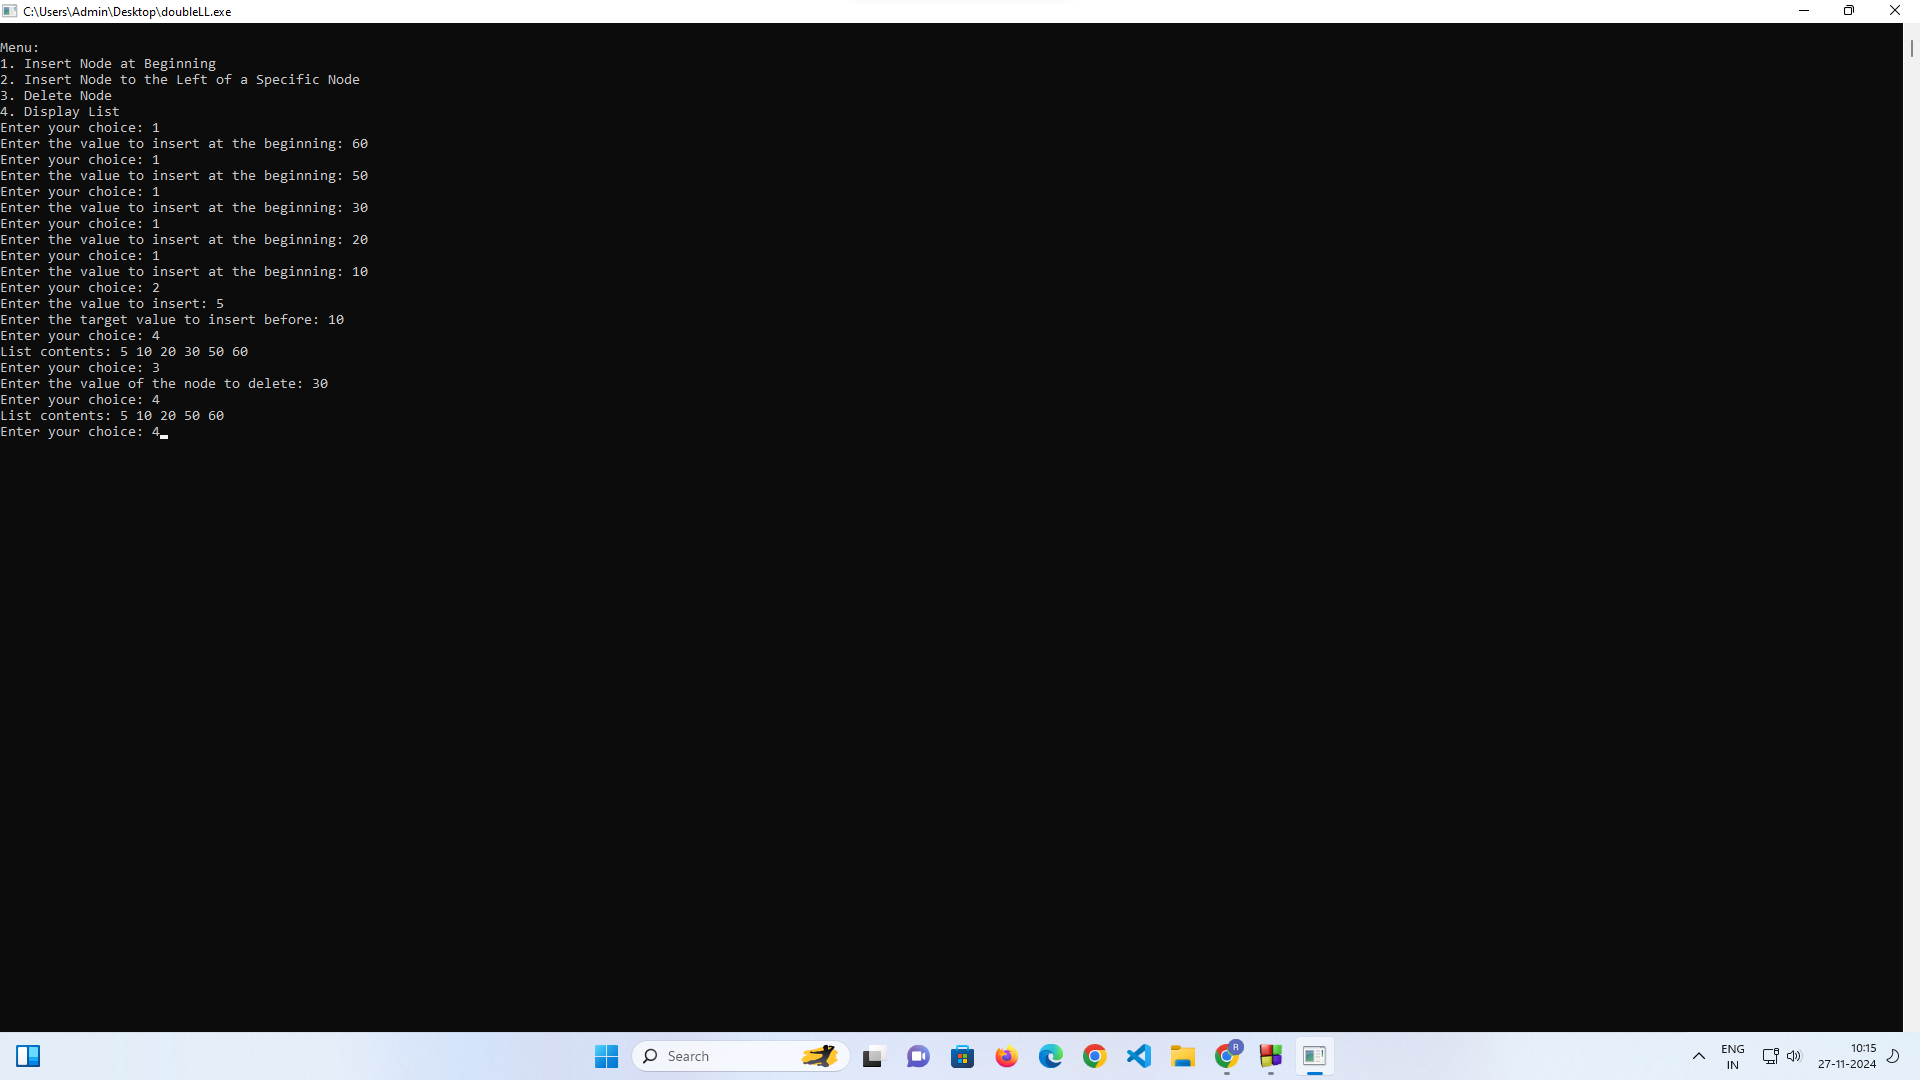 C:\Users\Admin\Desktop\doubleLL.exe
Menu:
1. Insert Node at Beginning
2. Insert Node to the Left of a Specific Node
3. Delete Node
4. Display List
Enter your choice: 1
Enter the value to insert at the beginning: 60
Enter your choice: 1
Enter the value to insert at the beginning: 50
Enter your choice: 1
Enter the value to insert at the beginning: 30
Enter your choice: 1
Enter the value to insert at the beginning: 20
Enter your choice: 1
Enter the value to insert at the beginning: 10
Enter your choice: 2
Enter the value to insert: 5
Enter the target value to insert before: 10
Enter your choice: 4
List contents: 5 10 20 30 50 60
Enter your choice: 3
Enter the value of the node to delete: 30
Enter your choice: 4
List contents: 5 10 20 50 60
Enter your choice: 4
Search
R
ENG
IN
10:15
27-11-2024